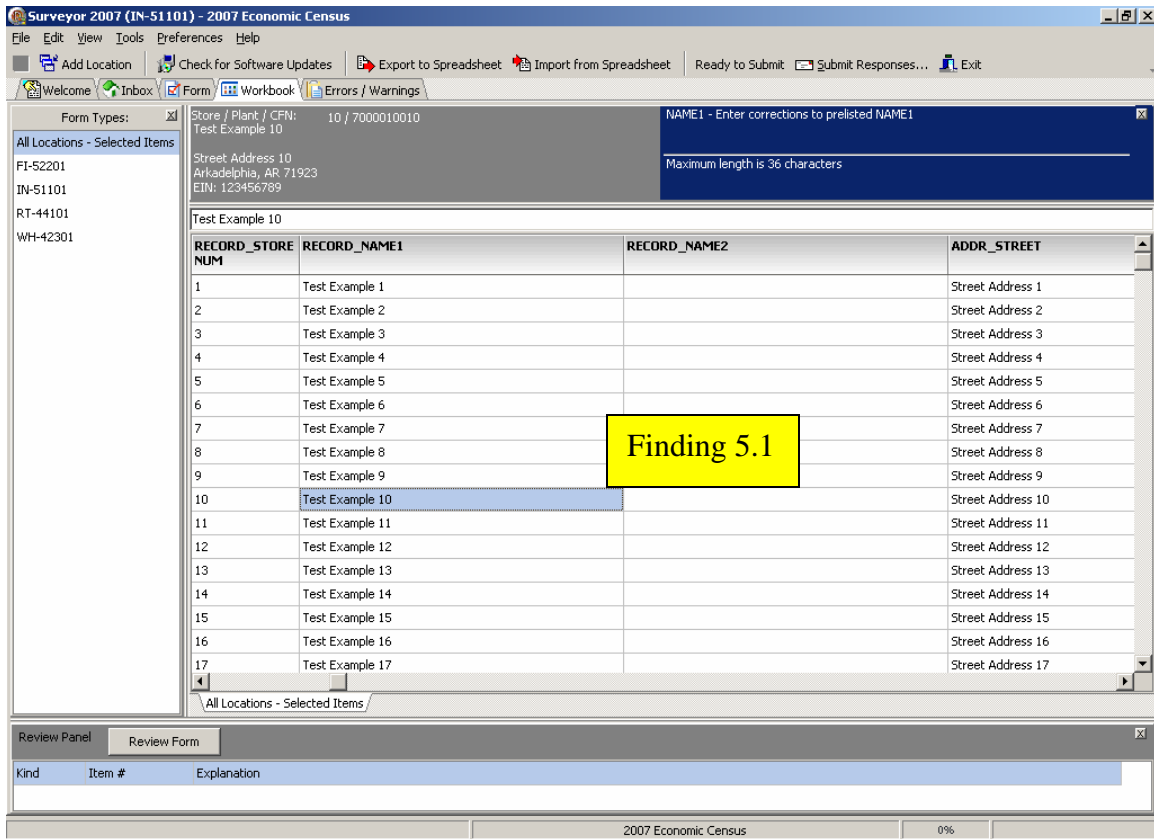 Surveyor 2007 (IN-51101) - 2007 Economic Census
File Edit View Tools Preferences Help
Add Location Check for Software Updates Export to Spreadsheet Import from Spreadsheet Ready to Submit Submit Responses... Exit
Welcome Inbox Form Workbook Errors / Warnings
Form Types:
All Locations - Selected Items
FI-52201
IN-51101
RT-44101
WH-42301
Store / Plant / CFN: 10 / 7000010010
Test Example 10
Street Address 10
Arkadelphia, AR 71923
EIN: 123456789
NAME1 - Enter corrections to prelisted NAME1
Maximum length is 36 characters
Test Example 10
RECORD_STORE NUM RECORD_NAME1 RECORD_NAME2 ADDR_STREET
1 Test Example 1 Street Address 1
2 Test Example 2 Street Address 2
3 Test Example 3 Street Address 3
4 Test Example 4 Street Address 4
5 Test Example 5 Street Address 5
6 Test Example 6 Street Address 6
7 Test Example 7 Street Address 7
8 Test Example 8 Street Address 8
9 Test Example 9 Street Address 9
10 Test Example 10 Street Address 10
11 Test Example 11 Street Address 11
12 Test Example 12 Street Address 12
13 Test Example 13 Street Address 13
14 Test Example 14 Street Address 14
15 Test Example 15 Street Address 15
16 Test Example 16 Street Address 16
17 Test Example 17 Street Address 17
Finding 5.1
All Locations - Selected Items
Review Panel Review Form
Kind Item # Explanation
2007 Economic Census 0%